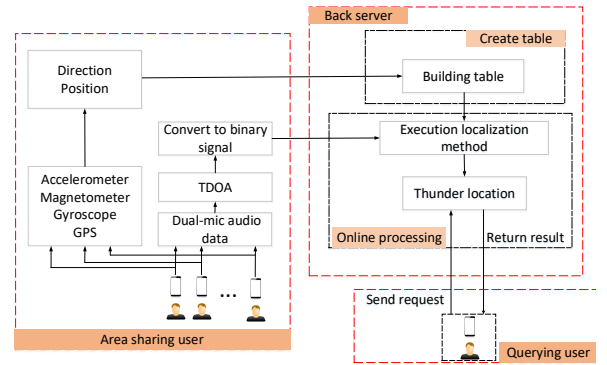 Back server
Create table
Direction
Position
Building table
Convert to binary
signal
Execution localization
method
Accelerometer
Magnetometer
Gyroscope
GPS
TDOA
Thunder location
Dual-mic audio
data
Online processing
Return result
...
Send request
Area sharing user
Querying user